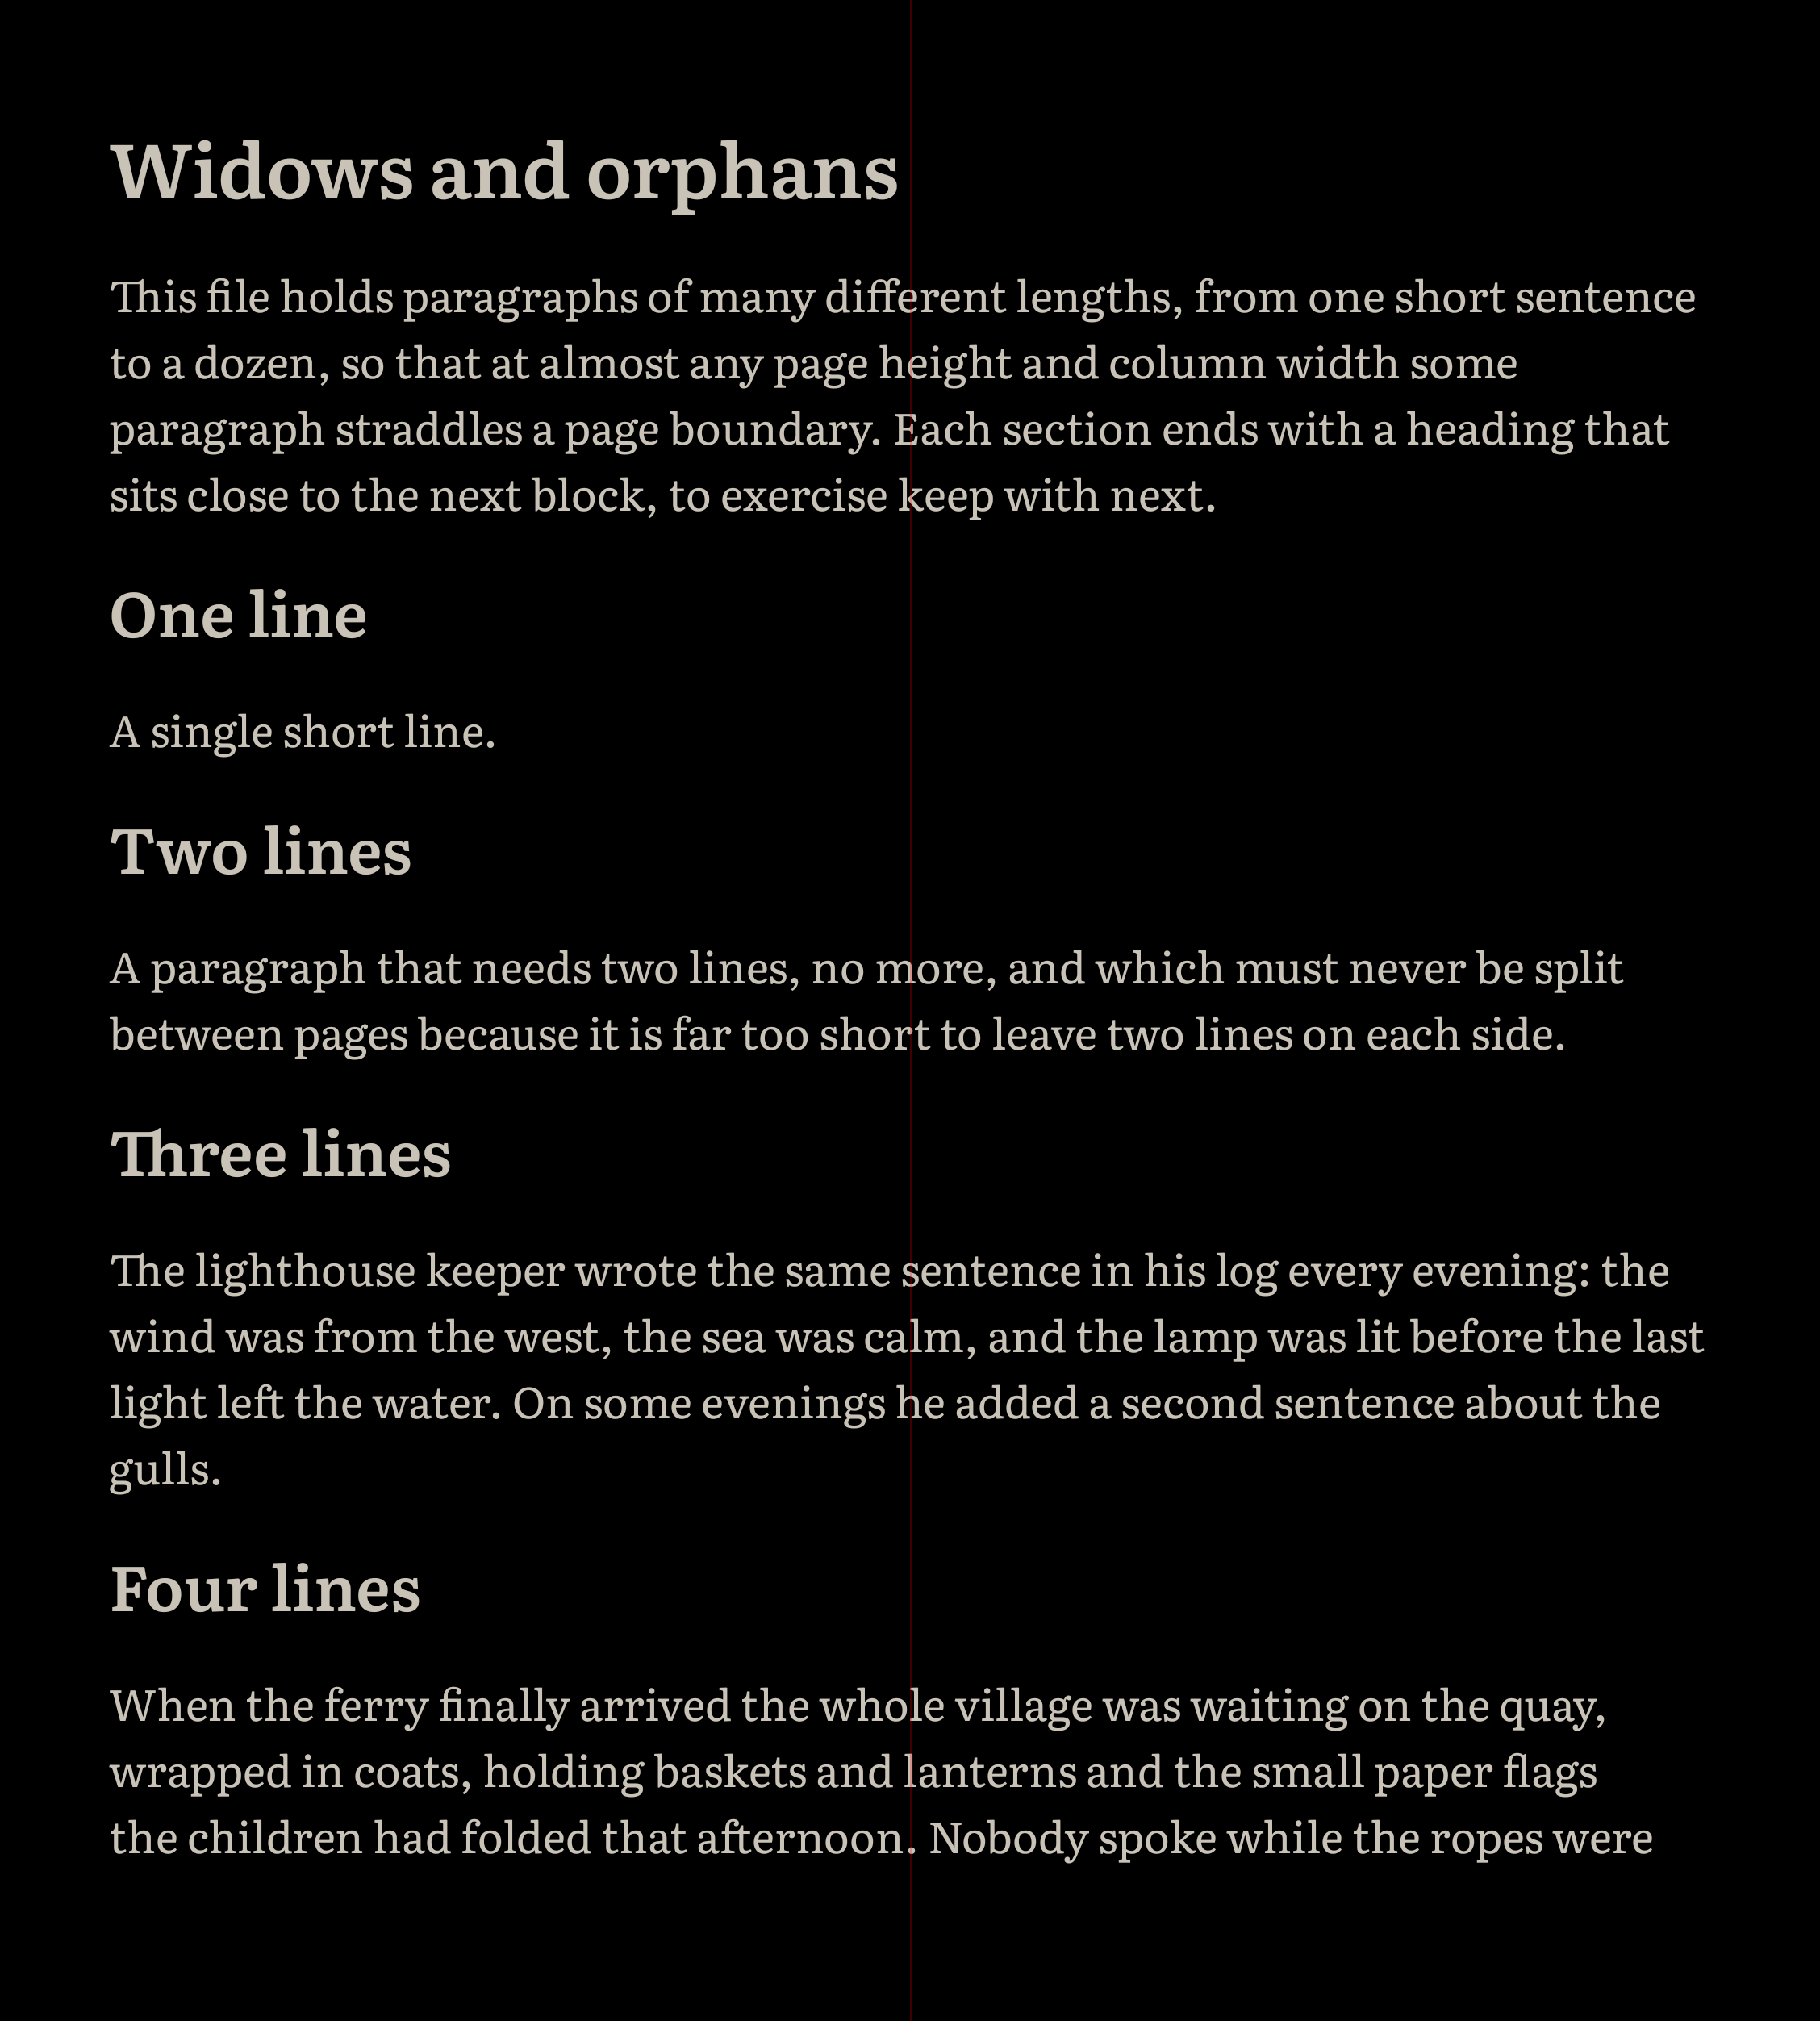 Widows and orphans
This file holds paragraphs of many different lengths, from one short sentence
to a dozen, so that at almost any page height and column width some
paragraph straddles a page boundary. Each section ends with a heading that
sits close to the next block, to exercise keep with next.
One line
A single short line.
Two lines
A paragraph that needs two lines, no more, and which must never be split
between pages because it is far too short to leave two lines on each side.
Three lines
The lighthouse keeper wrote the same sentence in his log every evening: the
wind was from the west, the sea was calm, and the lamp was lit before the last
light left the water. On some evenings he added a second sentence about the
gulls.
Four lines
When the ferry finally arrived the whole village was waiting on the quay,
wrapped in coats, holding baskets and lanterns and the small paper flags
the children had folded that afternoon. Nobody spoke while the ropes were